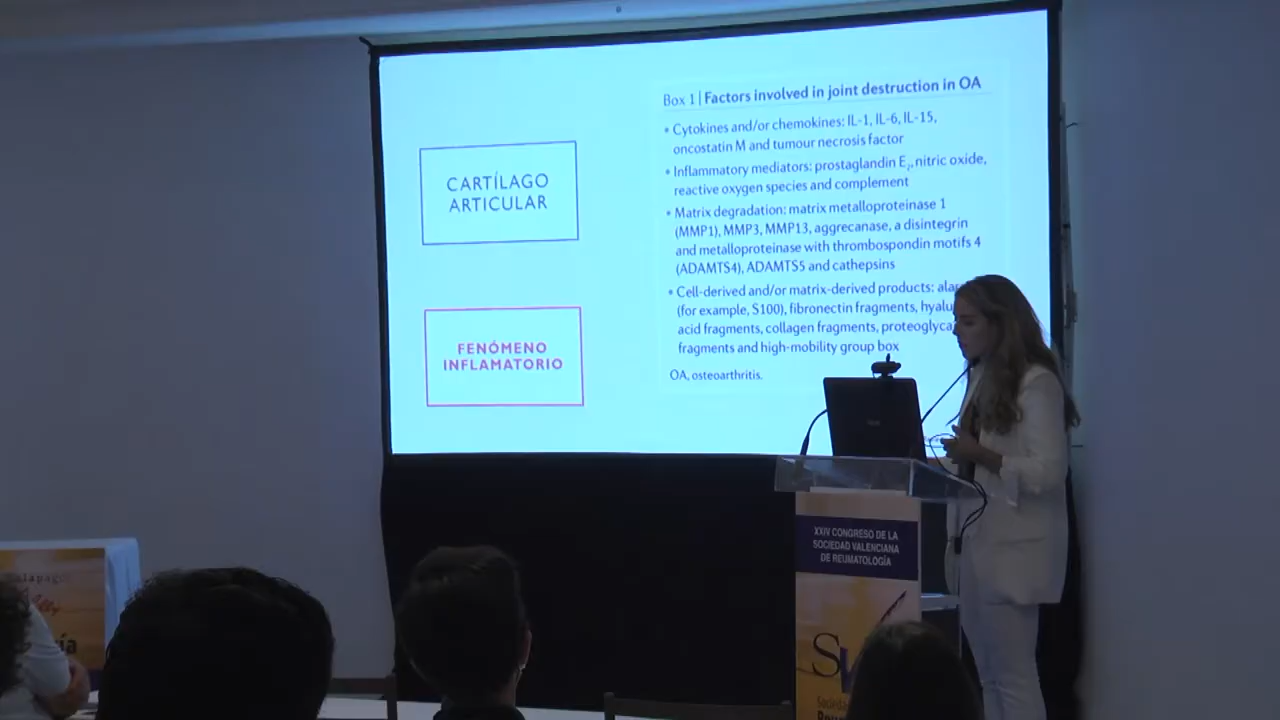 CARTÍLAGO
ARTICULAR
FENÓMENO
INFLAMATORIO
Box 1 | Factors involved in joint destruction in OA
• Cytokines and/or chemokines: IL-1, IL-6, IL-15,
oncostatin M and tumour necrosis factor
• Inflammatory mediators: prostaglandin E2, nitric oxide,
reactive oxygen species and complement
• Matrix degradation: matrix metalloproteinase 1
(MMP1), MMP3, MMP13, aggrecanase, a disintegrin
and metalloproteinase with thrombospondin motifs 4
(ADAMTS4), ADAMTS5 and cathepsins
• Cell-derived and/or matrix-derived products:
(for example, S100), fibronectin fragments,
acid fragments, collagen fragments,
fragments and high-mobility group box
OA, osteoarthritis.
XXIV CONGRESO DE LA
SOCIEDAD VALENCIANA
DE REUMATOLOGÍA